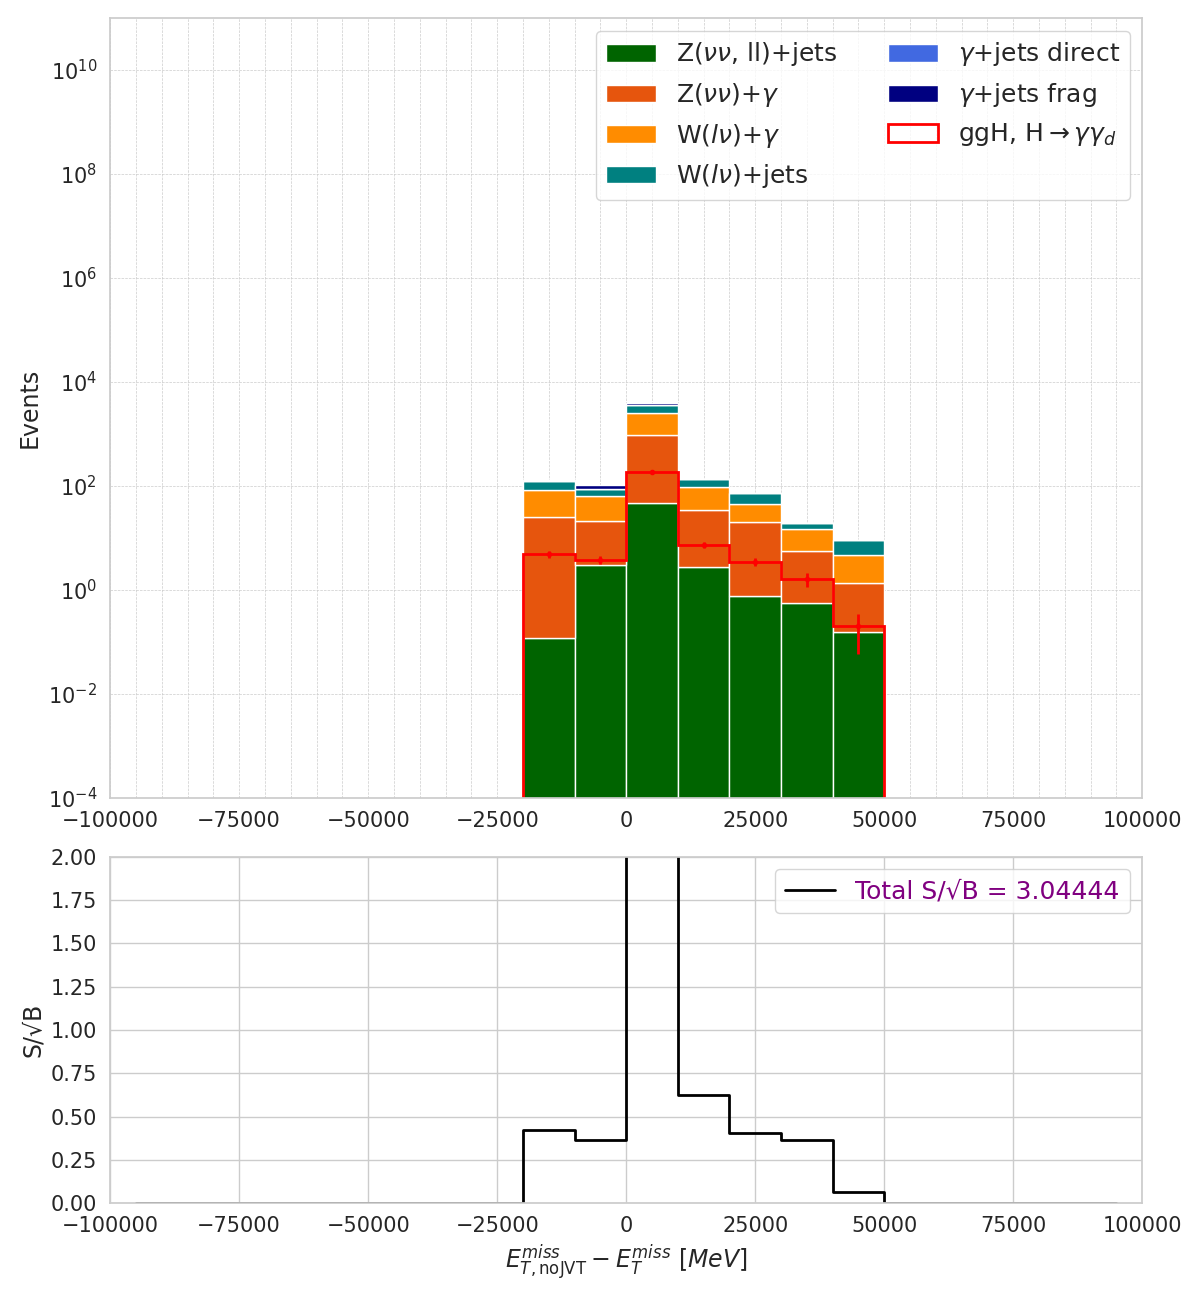 Z(νν, ll)+jets
Z(νν)+γ
W(lν)+γ
W(lν)+jets
γ+jets direct
γ+jets frag
ggH, H→γγ_d
Events
10^10
10^8
10^6
10^4
10^2
10^0
10^−2
10^−4
−100000 −75000 −50000 −25000 0 25000 50000 75000 100000
Total S/√B = 3.04444
S/√B
2.00
1.75
1.50
1.25
1.00
0.75
0.50
0.25
0.00
−100000 −75000 −50000 −25000 0 25000 50000 75000 100000
E_{T,noJVT}^{miss} − E_T^{miss} [MeV]